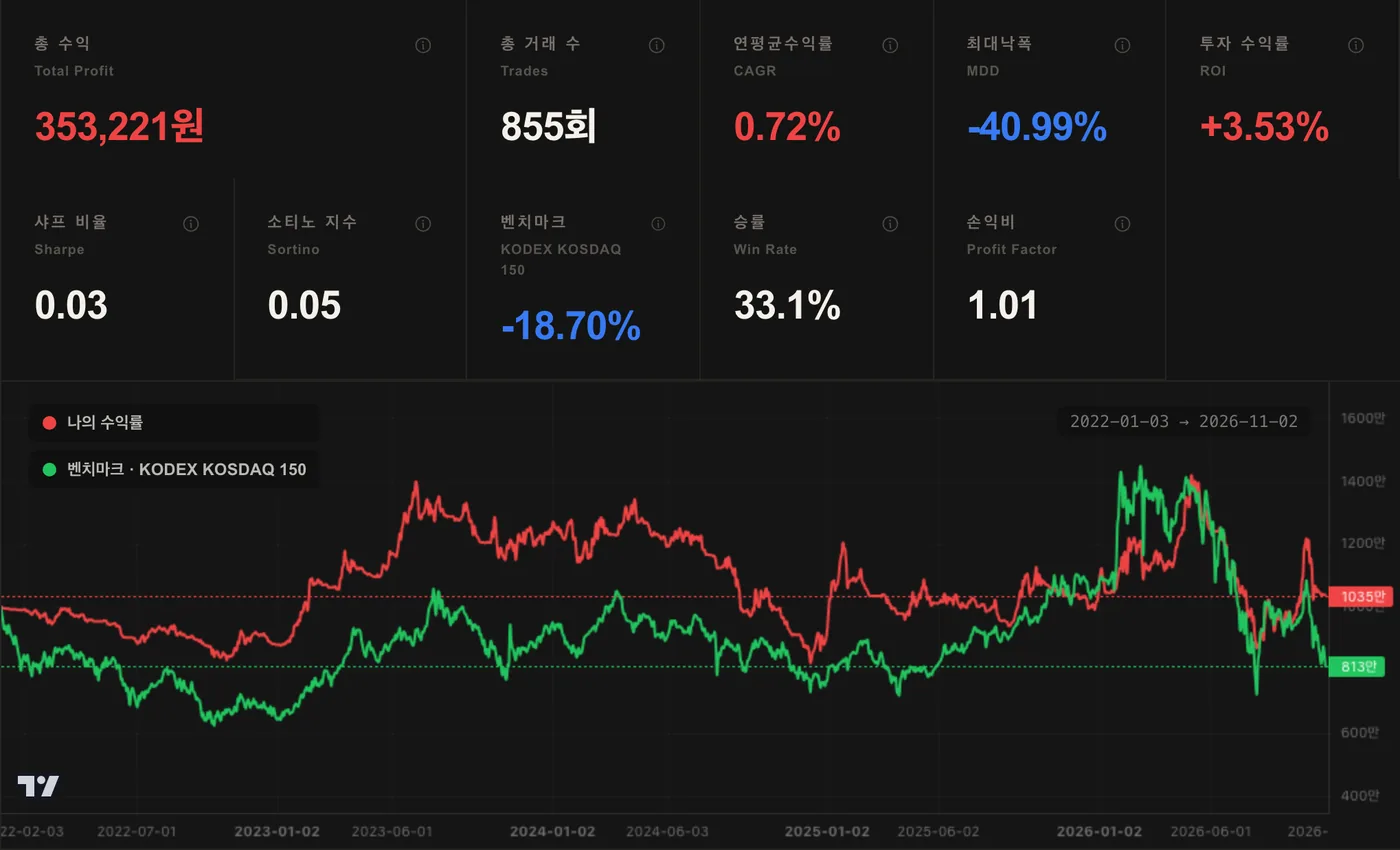 총 수익
Total Profit
353,221원
총 거래 수
Trades
855회
연평균수익률
CAGR
0.72%
최대낙폭
MDD
-40.99%
투자 수익률
ROI
+3.53%
샤프 비율
Sharpe
0.03
소티노 지수
Sortino
0.05
벤치마크
KODEX KOSDAQ
150
-18.70%
승률
Win Rate
33.1%
손익비
Profit Factor
1.01
나의 수익률
벤치마크 · KODEX KOSDAQ 150
2022-01-03 → 2026-11-02
1600만
1400만
1200만
1035만
813만
600만
400만
22-02-03
2022-07-01
2023-01-02
2023-06-01
2024-01-02
2024-06-03
2025-01-02
2025-06-02
2026-01-02
2026-06-01
2026-